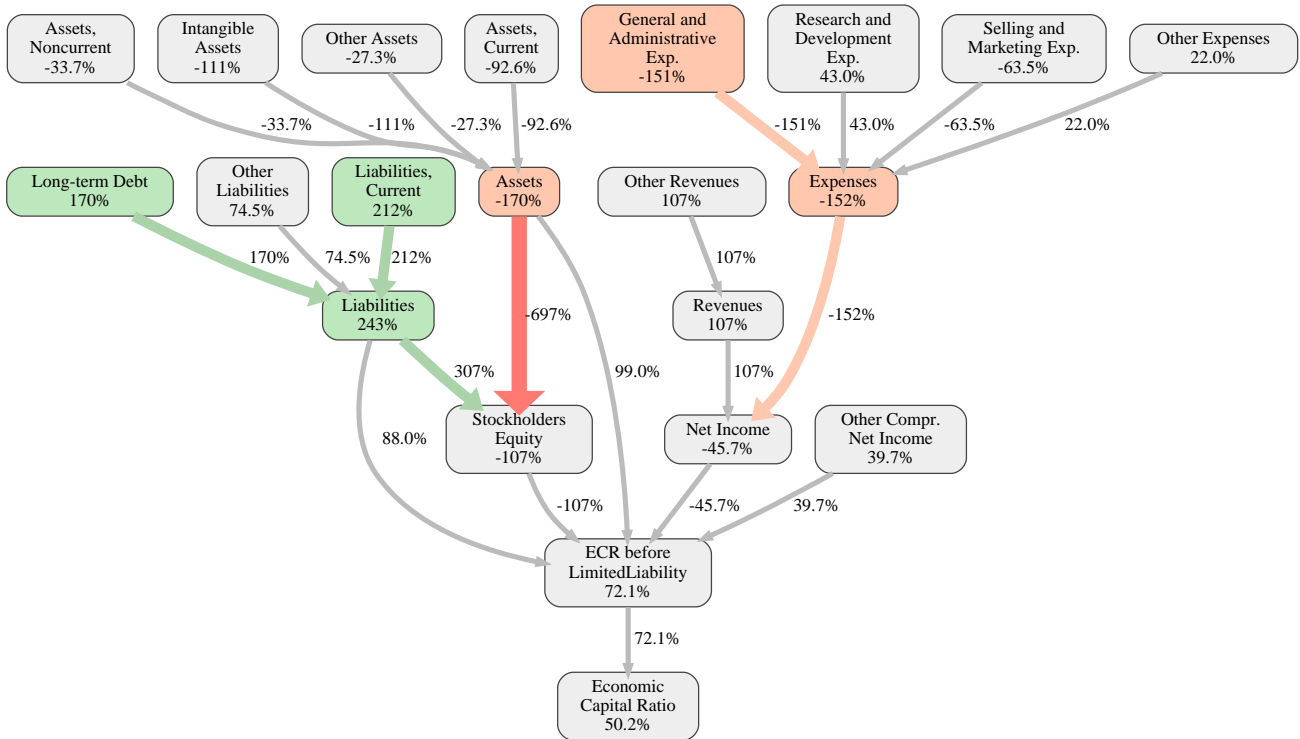 Assets,
Noncurrent
-33.7%
Intangible
Assets
-111%
Other Assets
-27.3%
Assets,
Current
-92.6%
General and
Administrative
Exp.
-151%
Research and
Development
Exp.
43.0%
Selling and
Marketing Exp.
-63.5%
Other Expenses
22.0%
-33.7%
-111%
-27.3%
-92.6%
-151%
43.0%
-63.5%
22.0%
Long-term Debt
170%
Other
Liabilities
74.5%
Liabilities,
Current
212%
Assets
-170%
Other Revenues
107%
Expenses
-152%
170%
74.5%
212%
107%
Liabilities
243%
-697%
Revenues
107%
-152%
307%
99.0%
107%
88.0%
Stockholders
Equity
-107%
Net Income
-45.7%
Other Compr.
Net Income
39.7%
-107%
-45.7%
39.7%
ECR before
LimitedLiability
72.1%
72.1%
Economic
Capital Ratio
50.2%